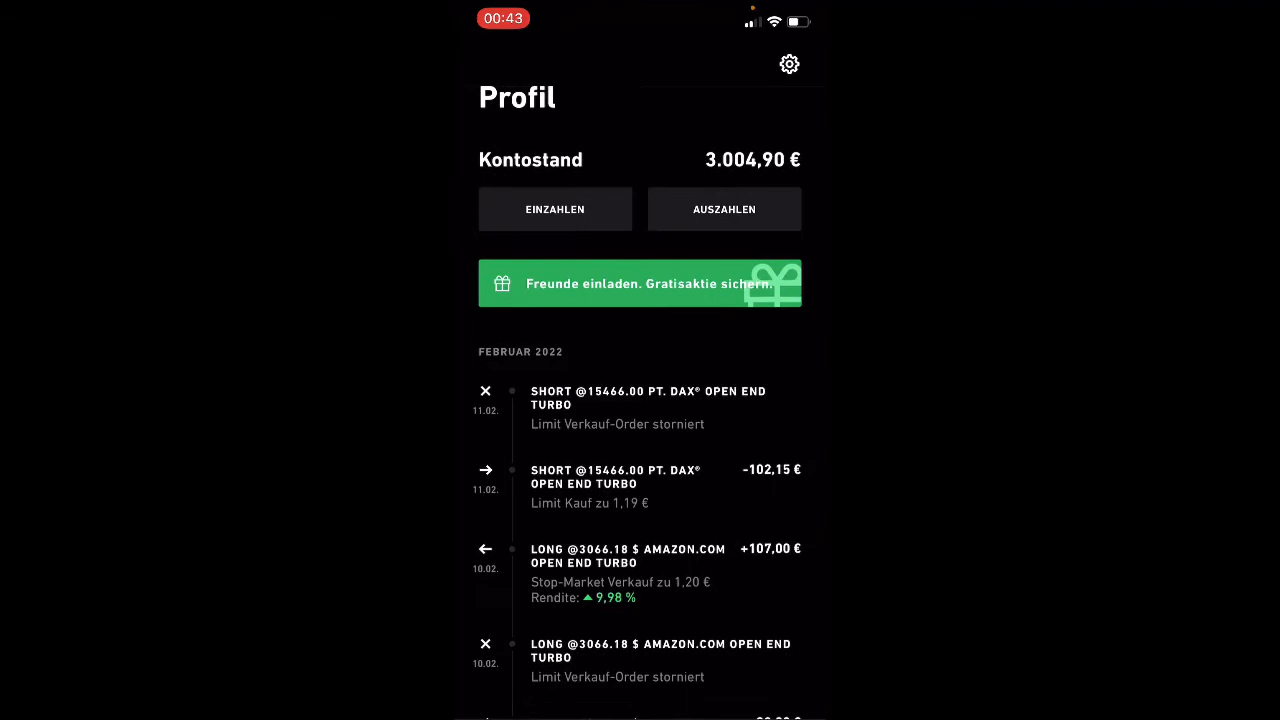 00:43
Profil
Kontostand 3.004,90 €
EINZAHLEN AUSZAHLEN
Freunde einladen. Gratisaktie sichern.
FEBRUAR 2022
SHORT @15466.00 PT. DAX® OPEN END
TURBO
11.02.
Limit Verkauf-Order storniert
SHORT @15466.00 PT. DAX® -102,15 €
OPEN END TURBO
11.02.
Limit Kauf zu 1,19 €
LONG @3066.18 $ AMAZON.COM +107,00 €
OPEN END TURBO
10.02.
Stop-Market Verkauf zu 1,20 €
Rendite: 9,98 %
LONG @3066.18 $ AMAZON.COM OPEN END
TURBO
10.02.
Limit Verkauf-Order storniert